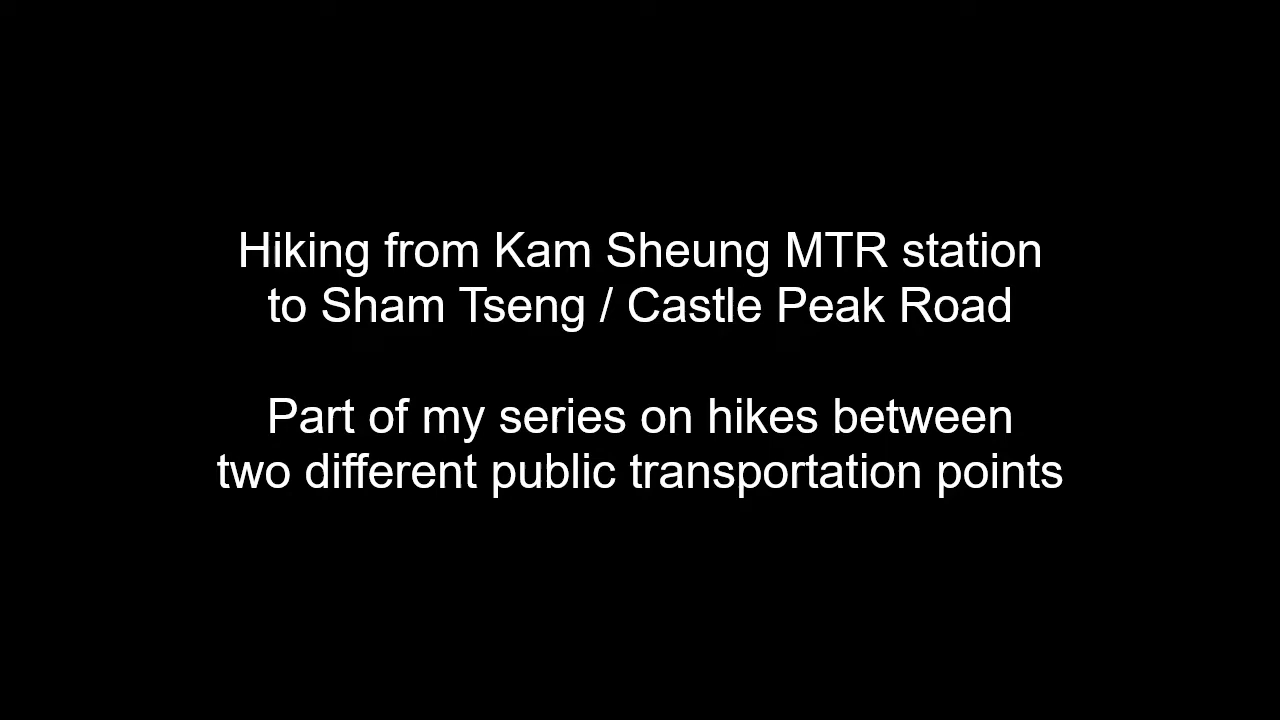 Hiking from Kam Sheung MTR station
to Sham Tseng / Castle Peak Road
Part of my series on hikes between
two different public transportation points